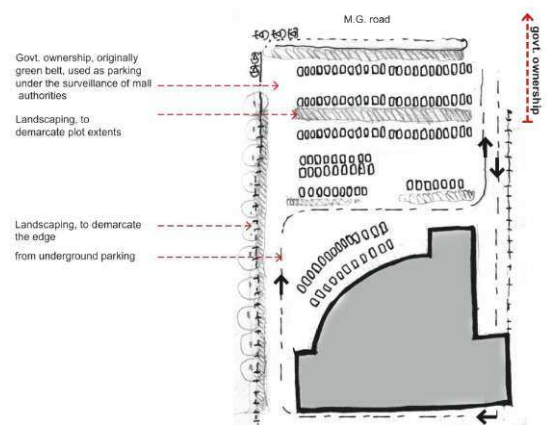 M.G. road
govt. ownership
Govt. ownership, originally
green belt, used as parking
under the surveillance of mall
authorities
Landscaping, to
demarcate plot extents
Landscaping, to demarcate
the edge
from underground parking